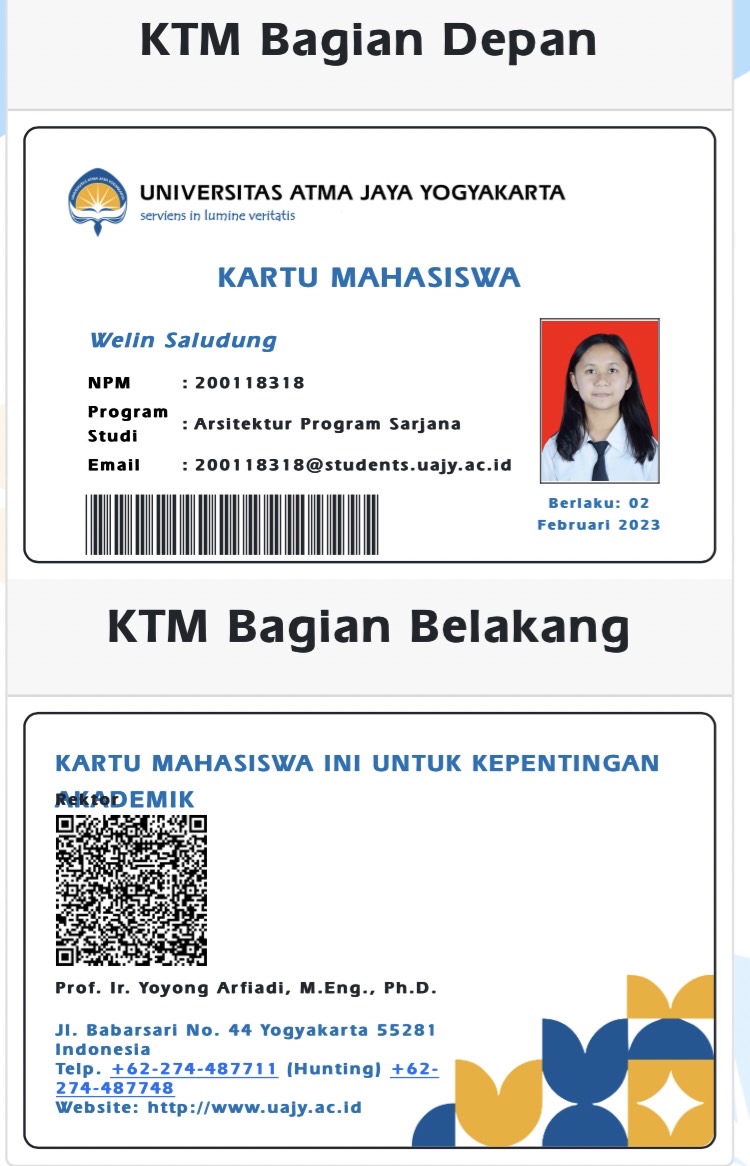 KTM Bagian Depan
UNIVERSITAS ATMA JAYA YOGYAKARTA
serviens in lumine veritatis
KARTU MAHASISWA
Welin Saludung
NPM : 200118318
Program Studi : Arsitektur Program Sarjana
Email : 200118318@students.uajy.ac.id
Berlaku: 02
Februari 2023
KTM Bagian Belakang
KARTU MAHASISWA INI UNTUK KEPENTINGAN
AKADEMIK
Rektor
Prof. Ir. Yoyong Arfiadi, M.Eng., Ph.D.
Jl. Babarsari No. 44 Yogyakarta 55281
Indonesia
Telp. +62-274-487711 (Hunting) +62-
274-487748
Website: http://www.uajy.ac.id